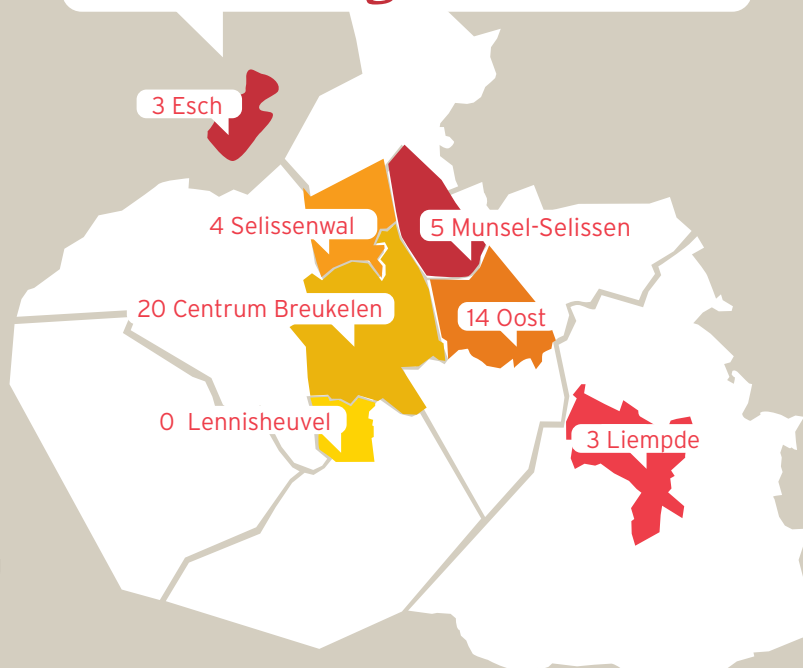 3 Esch
4 Selissenwal
5 Munsel-Selissen
20 Centrum Breukelen
14 Oost
0 Lennisheuvel
3 Liempde